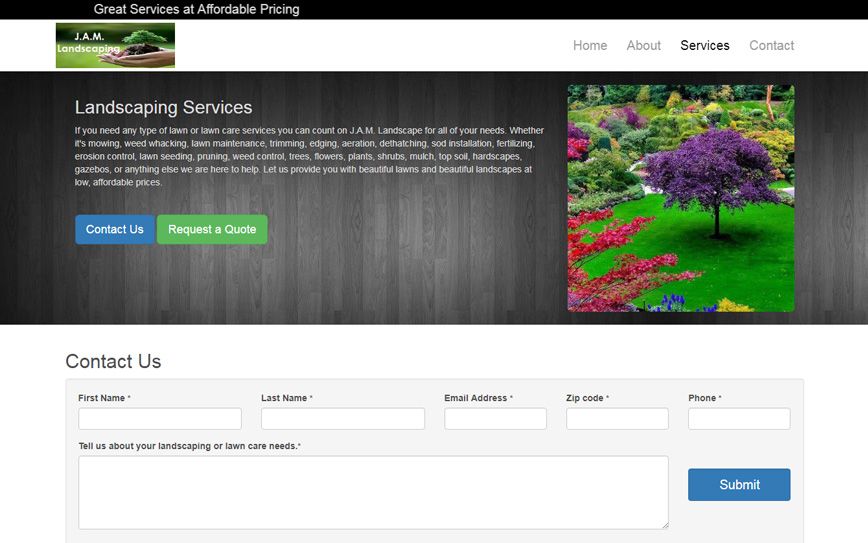 Great Services at Affordable Pricing
J.A.M.
Landscaping
Home About Services Contact
Landscaping Services
If you need any type of lawn or lawn care services you can count on J.A.M. Landscape for all of your needs. Whether
it's mowing, weed whacking, lawn maintenance, trimming, edging, aeration, dethatching, sod installation, fertilizing,
erosion control, lawn seeding, pruning, weed control, trees, flowers, plants, shrubs, mulch, top soil, hardscapes,
gazebos, or anything else we are here to help. Let us provide you with beautiful lawns and beautiful landscapes at
low, affordable prices.
Contact Us Request a Quote
Contact Us
First Name * Last Name * Email Address * Zip code * Phone *
Tell us about your landscaping or lawn care needs.*
Submit